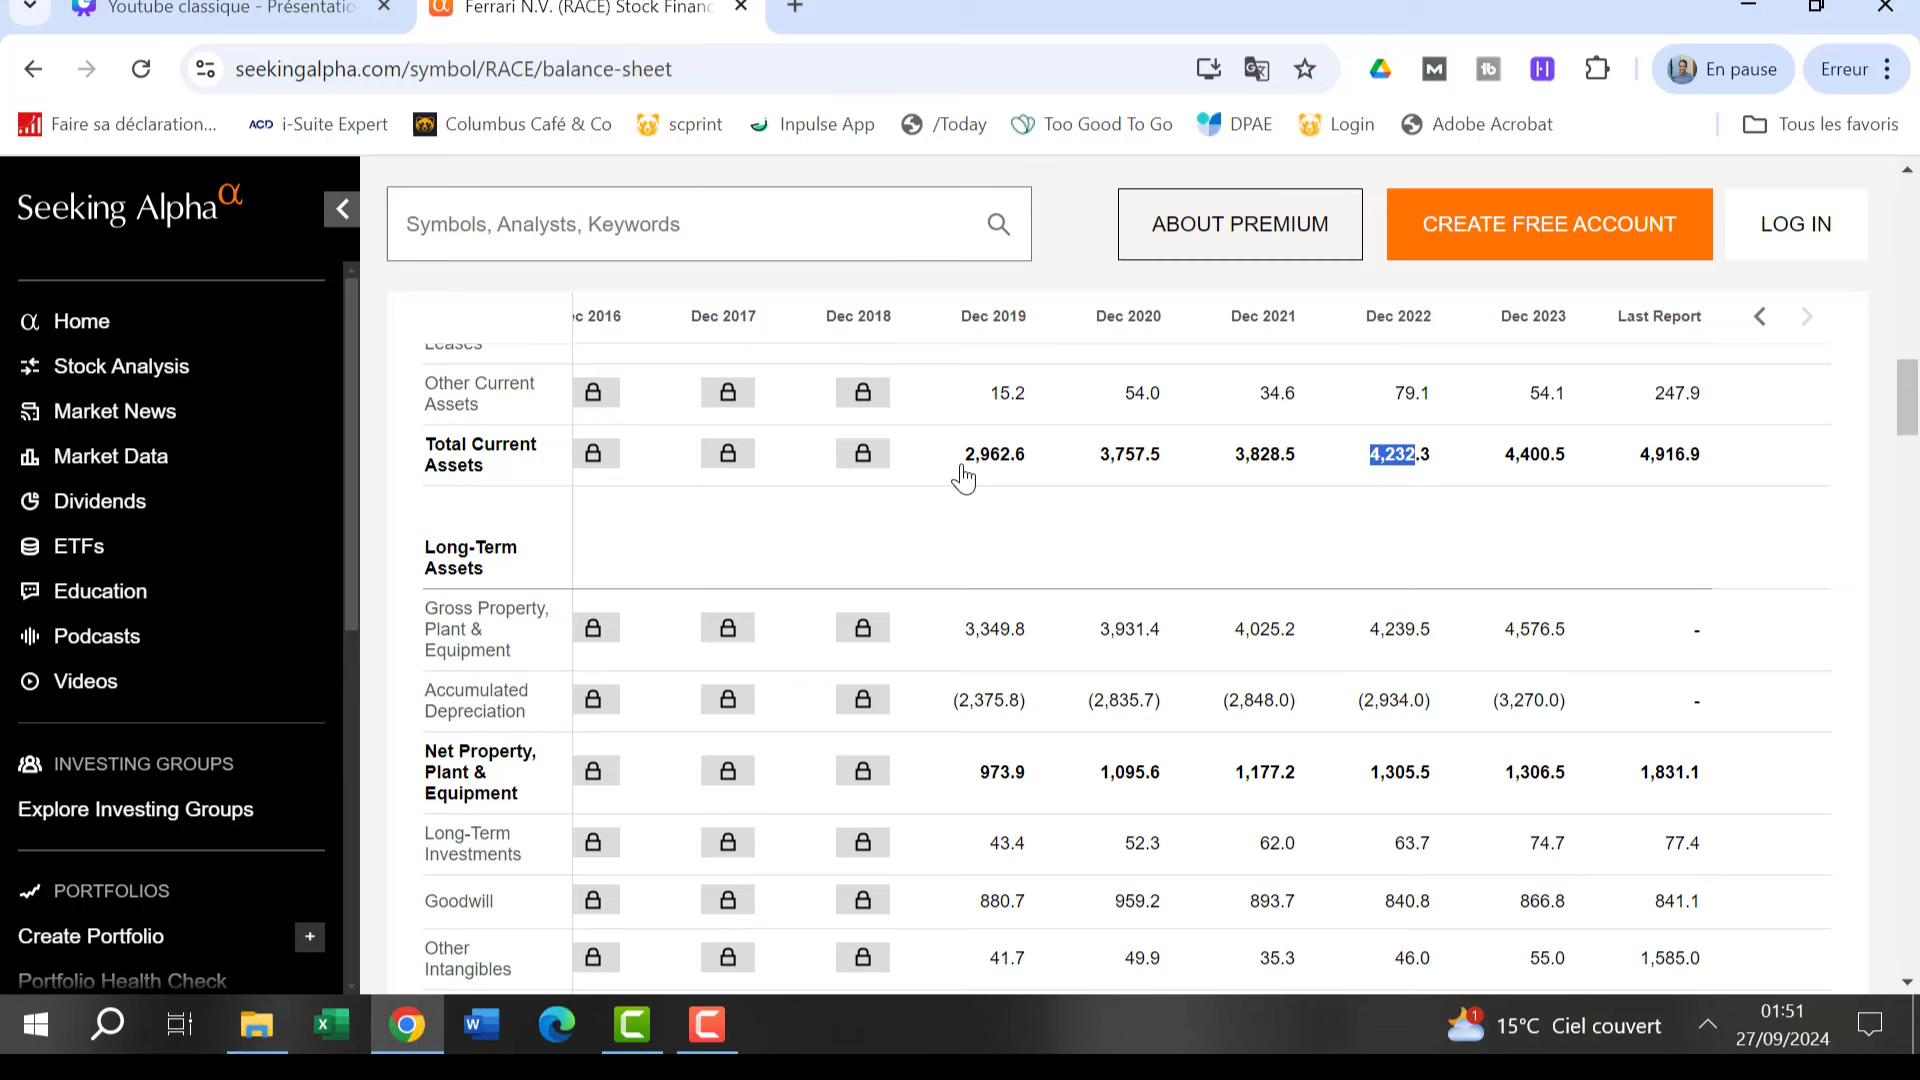 Youtube classique - Présentatio
Ferrari N.V. (RACE) Stock Financ
seekingalpha.com/symbol/RACE/balance-sheet
En pause
Erreur
Faire sa déclaration...
ACD i-Suite Expert
Columbus Café & Co
scprint
Inpulse App
/Today
Too Good To Go
DPAE
Login
Adobe Acrobat
Tous les favoris
Seeking Alpha α
Symbols, Analysts, Keywords
ABOUT PREMIUM
CREATE FREE ACCOUNT
LOG IN
Home
Stock Analysis
Market News
Market Data
Dividends
ETFs
Education
Podcasts
Videos
INVESTING GROUPS
Explore Investing Groups
PORTFOLIOS
Create Portfolio +
Portfolio Health Check
c 2016 Dec 2017 Dec 2018 Dec 2019 Dec 2020 Dec 2021 Dec 2022 Dec 2023 Last Report
Leases
Other Current
Assets
15.2 54.0 34.6 79.1 54.1 247.9
Total Current
Assets
2,962.6 3,757.5 3,828.5 4,232.3 4,400.5 4,916.9
Long-Term
Assets
Gross Property,
Plant &
Equipment
3,349.8 3,931.4 4,025.2 4,239.5 4,576.5 -
Accumulated
Depreciation
(2,375.8) (2,835.7) (2,848.0) (2,934.0) (3,270.0) -
Net Property,
Plant &
Equipment
973.9 1,095.6 1,177.2 1,305.5 1,306.5 1,831.1
Long-Term
Investments
43.4 52.3 62.0 63.7 74.7 77.4
Goodwill 880.7 959.2 893.7 840.8 866.8 841.1
Other
Intangibles
41.7 49.9 35.3 46.0 55.0 1,585.0
1
15°C Ciel couvert
01:51
27/09/2024